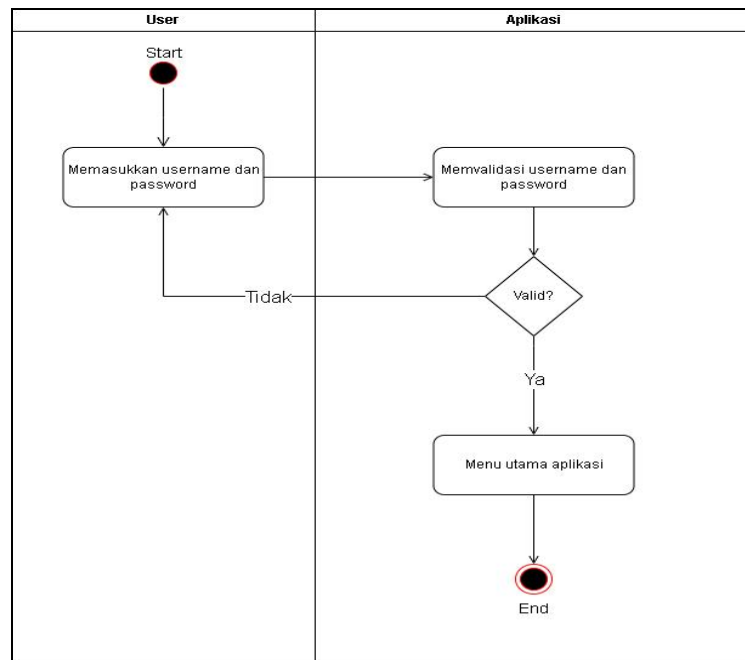 User
Aplikasi
Start
Memasukkan username dan
password
Memvalidasi username dan
password
Valid?
Tidak
Ya
Menu utama aplikasi
End